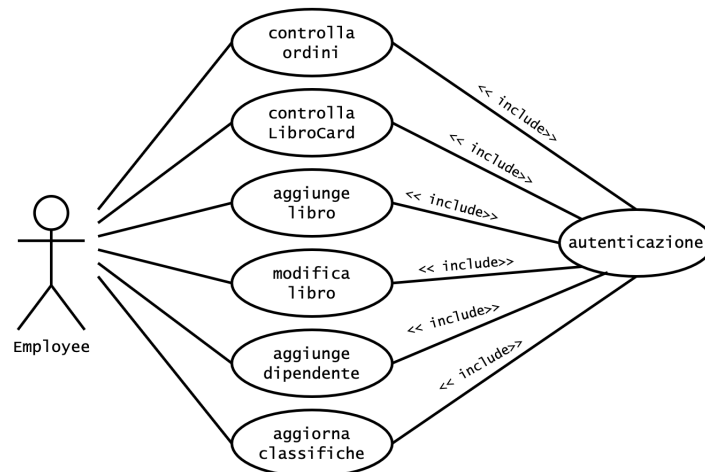 controlla
ordini
<< include>>
controlla
LibroCard
<< include>>
aggiunge
libro
<< include>>
autenticazione
modifica
libro
<< include>>
Employee
aggiunge
dipendente
<< include>>
aggiorna
classifiche
<< include>>